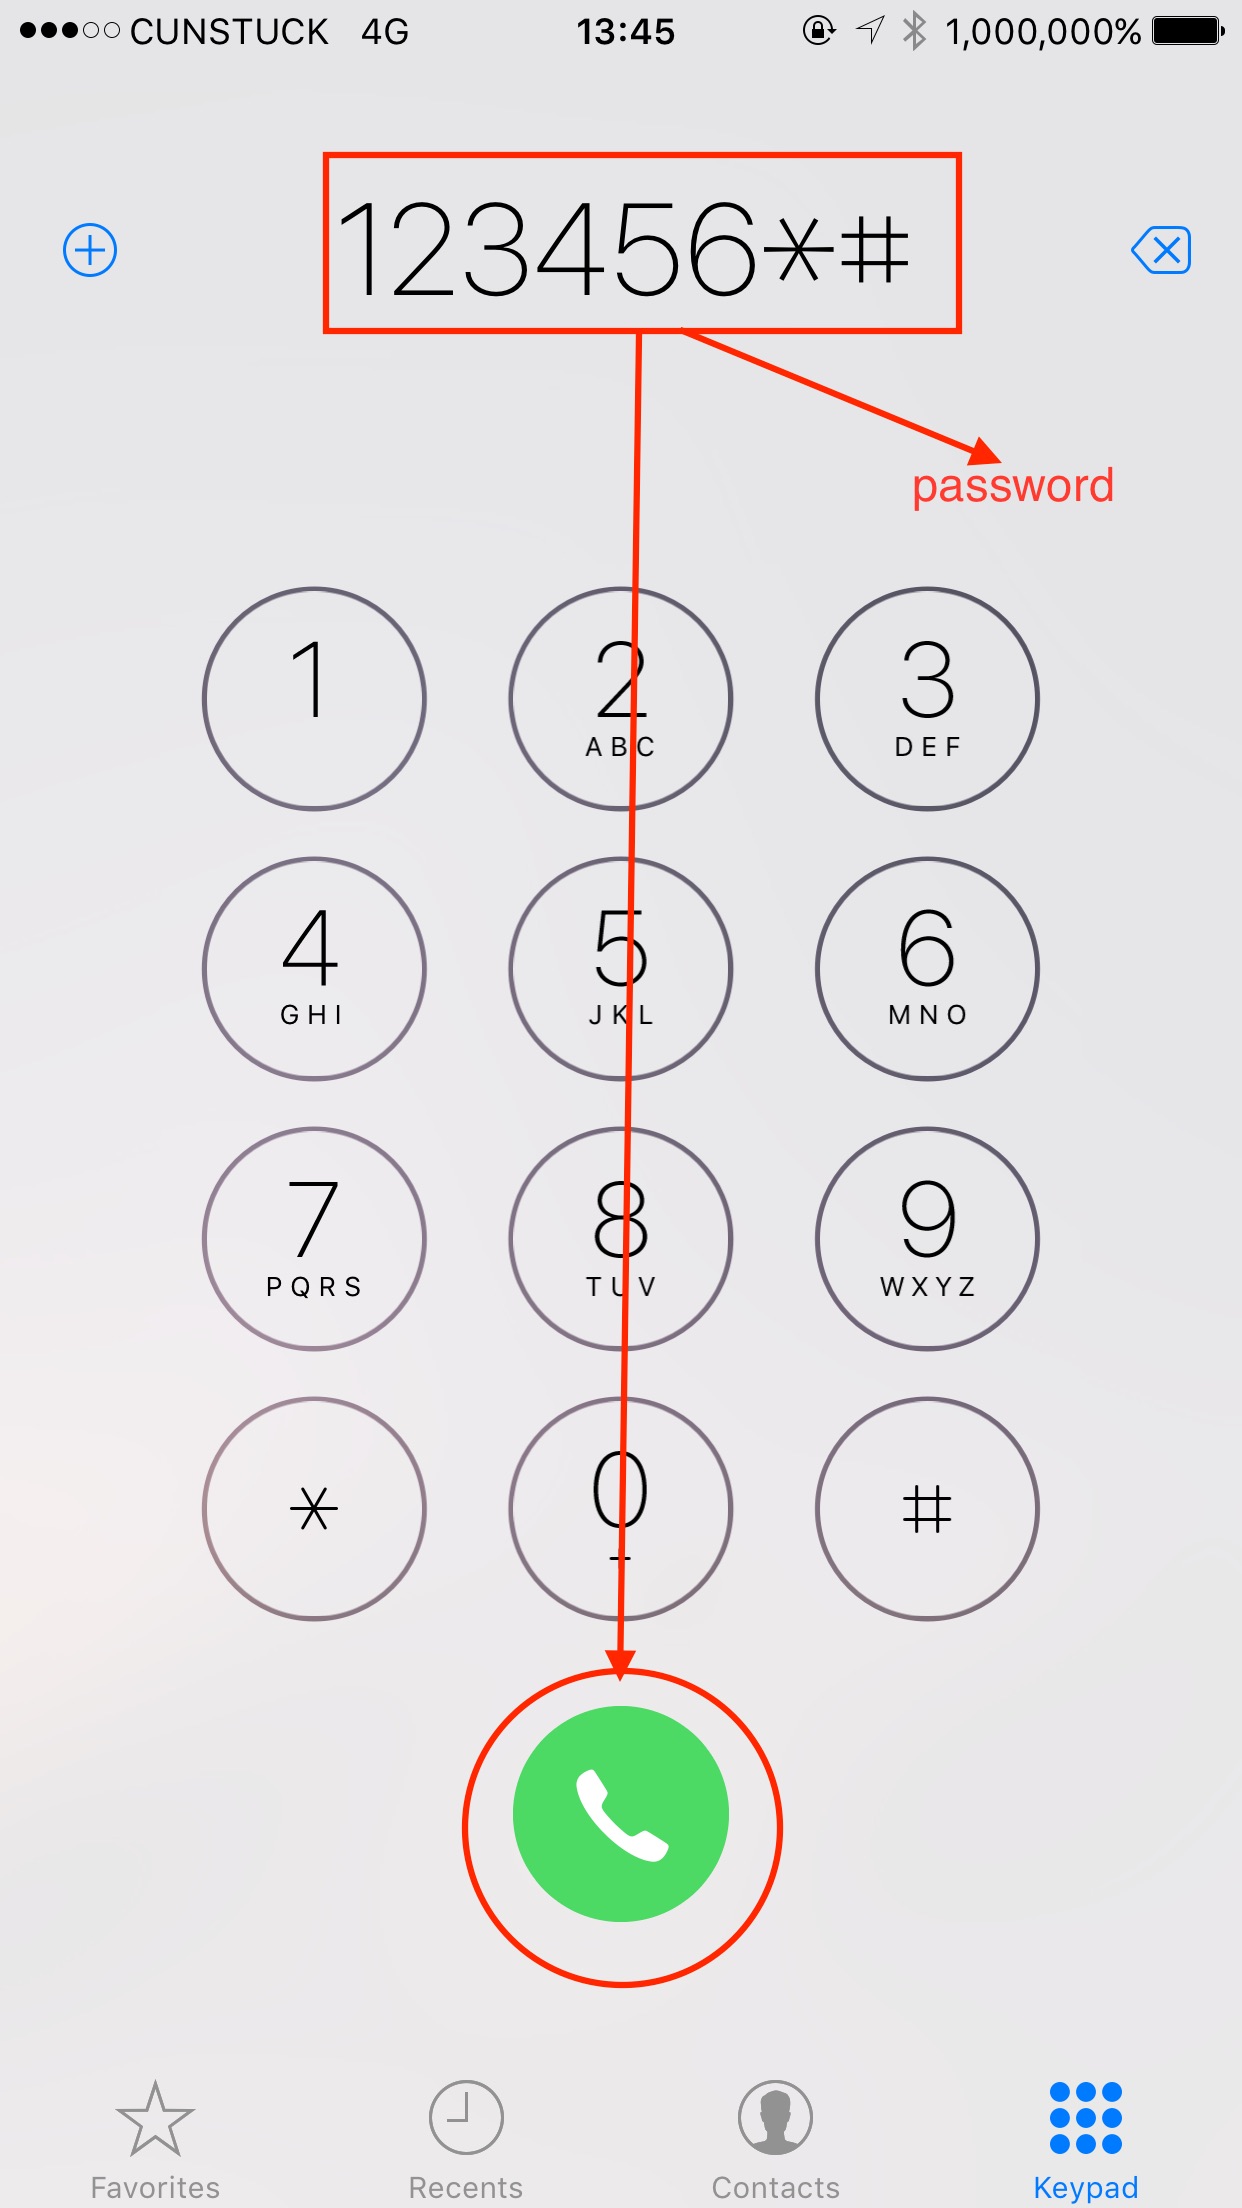 CUNSTUCK 4G 13:45 1,000,000%
123456*#
password
1 2 3
ABC DEF
4 5 6
GHI JKL MNO
7 8 9
PQRS TUV WXYZ
* 0 #
+
Favorites Recents Contacts Keypad